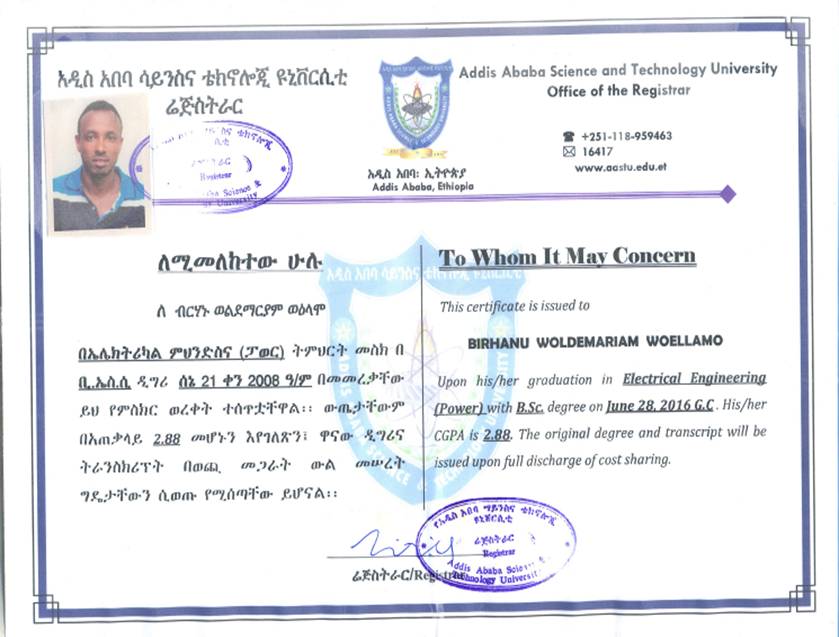 አዲስ አበባ ሳይንስና ቴክኖሎጂ ዩኒቨርሲቲ
ሬጅስትራር
Addis Ababa Science and Technology University
Office of the Registrar
+251-118-959463
16417
www.aastu.edu.et
አዲስ አበባ፡ ኢትዮጵያ
Addis Ababa, Ethiopia
Registrar
ለሚመለከተው ሁሉ
ለ ብርሃኑ ወልደማርያም ወዕላሞ
በኤሌክትሪካል ምህንድስና (ፓወር) ትምህርት መስክ በ
ቢ.ኤስ.ሲ ዲግሪ ሰኔ 21 ቀን 2008 ዓ/ም በመመረቃቸው
ይህ የምስክር ወረቀት ተሰጥቷቸዋል፡፡ ውጤታቸውም
በአጠቃላይ 2.88 መሆኑን እየገለጽን፤ ዋናው ዲግሪና
ትራንስክሪፕት በወጪ መጋራት ውል መሠረት
ግዴታቸውን ሲወጡ የሚሰጣቸው ይሆናል፡፡
To Whom It May Concern
This certificate is issued to
BIRHANU WOLDEMARIAM WOELLAMO
Upon his/her graduation in Electrical Engineering
(Power) with B.Sc. degree on June 28, 2016 G.C. His/her
CGPA is 2.88. The original degree and transcript will be
issued upon full discharge of cost sharing.
ሬጅስትራር/Registrar
የአዲስ አበባ ሳይንስና ቴክኖሎጂ
ዩኒቨርሲቲ
ሬጅስትራር
Registrar
Addis Ababa Science &
Technology University